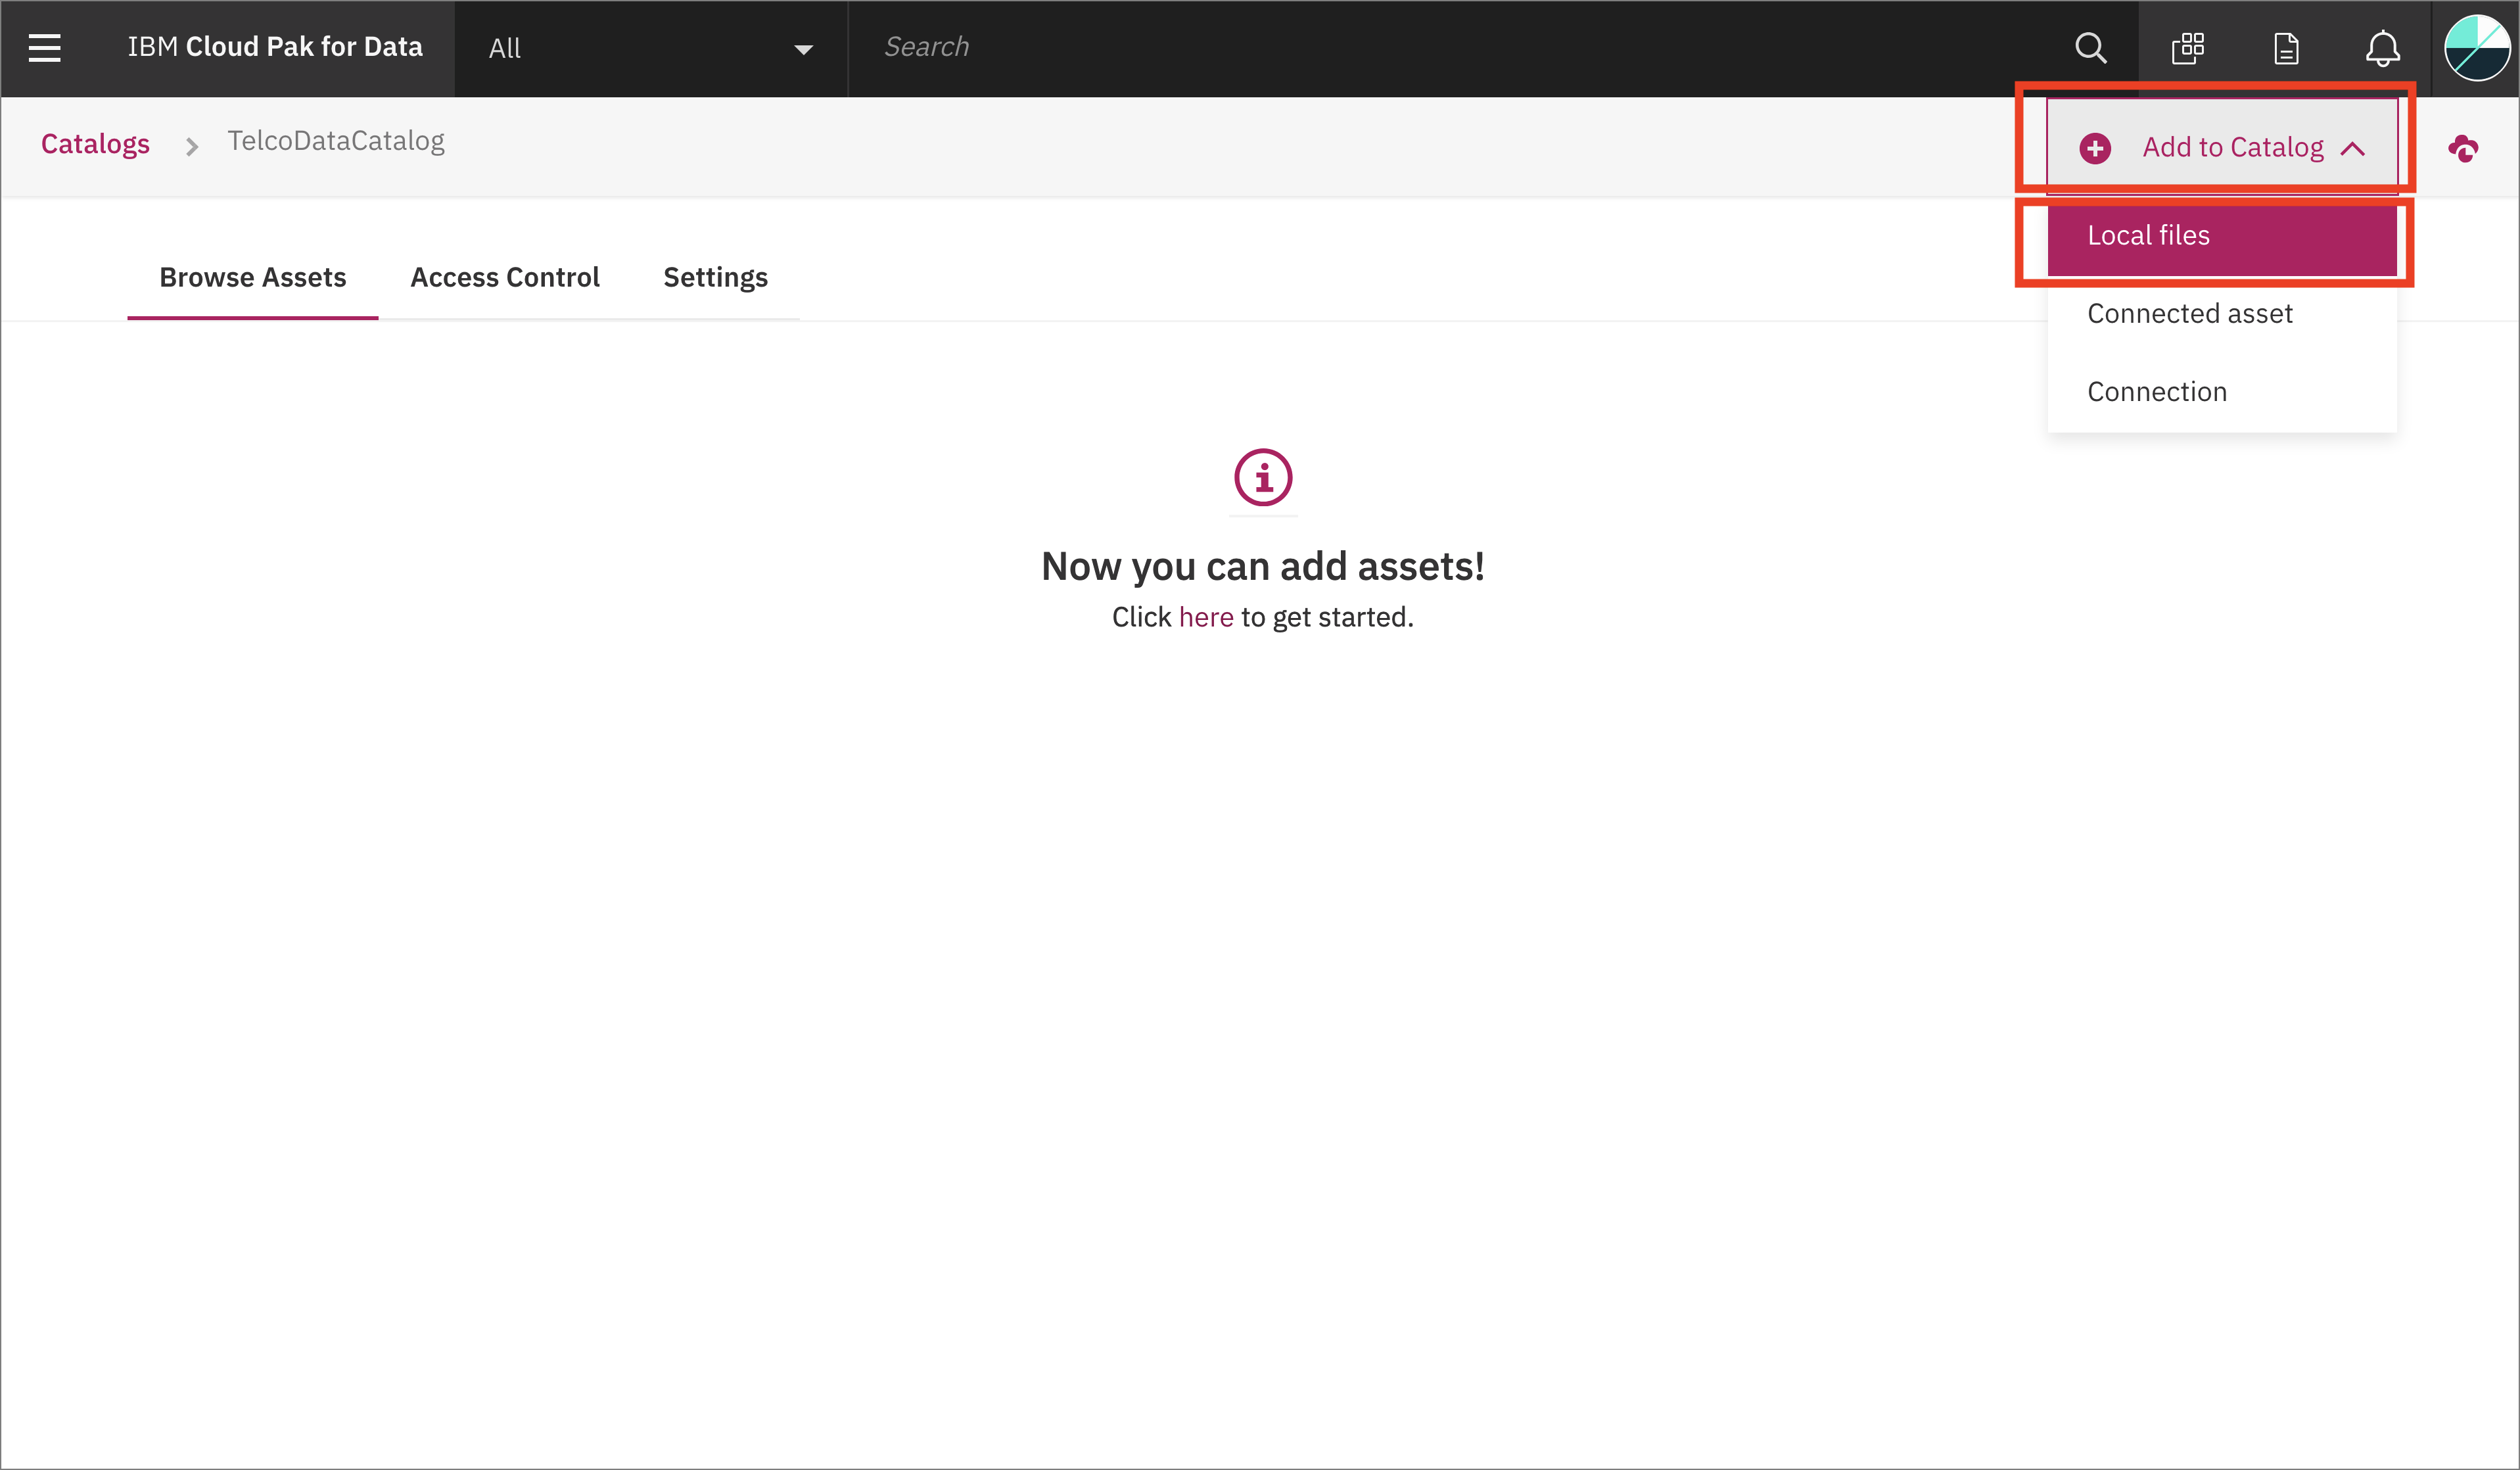 IBM Cloud Pak for Data
All
Search
Catalogs
TelcoDataCatalog
Add to Catalog
Local files
Connected asset
Connection
Browse Assets
Access Control
Settings
Now you can add assets!
Click here to get started.